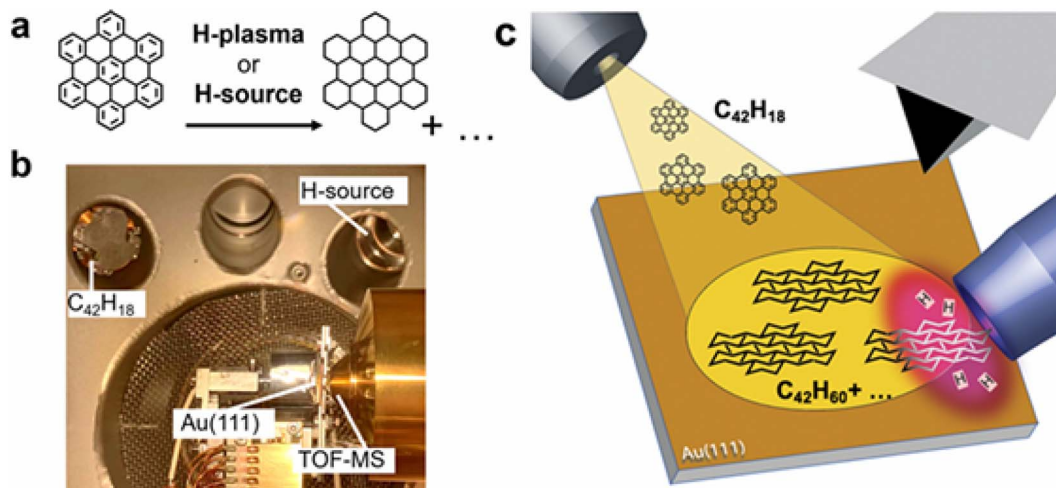 a
H-plasma
or
H-source
+ ...
b
H-source
C₄₂H₁₈
Au(111)
TOF-MS
c
C₄₂H₁₈
H
H
H
H
H
C₄₂H₆₀+ ...
Au(111)